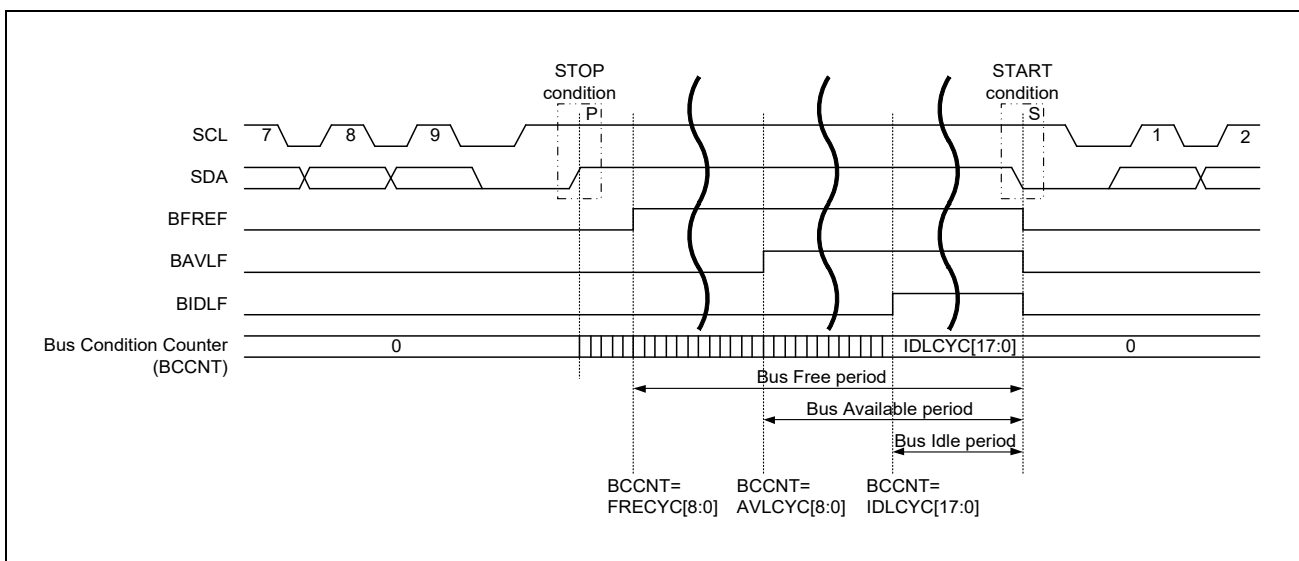 STOP
condition
START
condition
P
S
SCL
7
8
9
1
2
SDA
BFREF
BAVLF
BIDLF
Bus Condition Counter
(BCCNT)
0
IDLCYC[17:0]
0
Bus Free period
Bus Available period
Bus Idle period
BCCNT=
FRECYC[8:0]
BCCNT=
AVLCYC[8:0]
BCCNT=
IDLCYC[17:0]